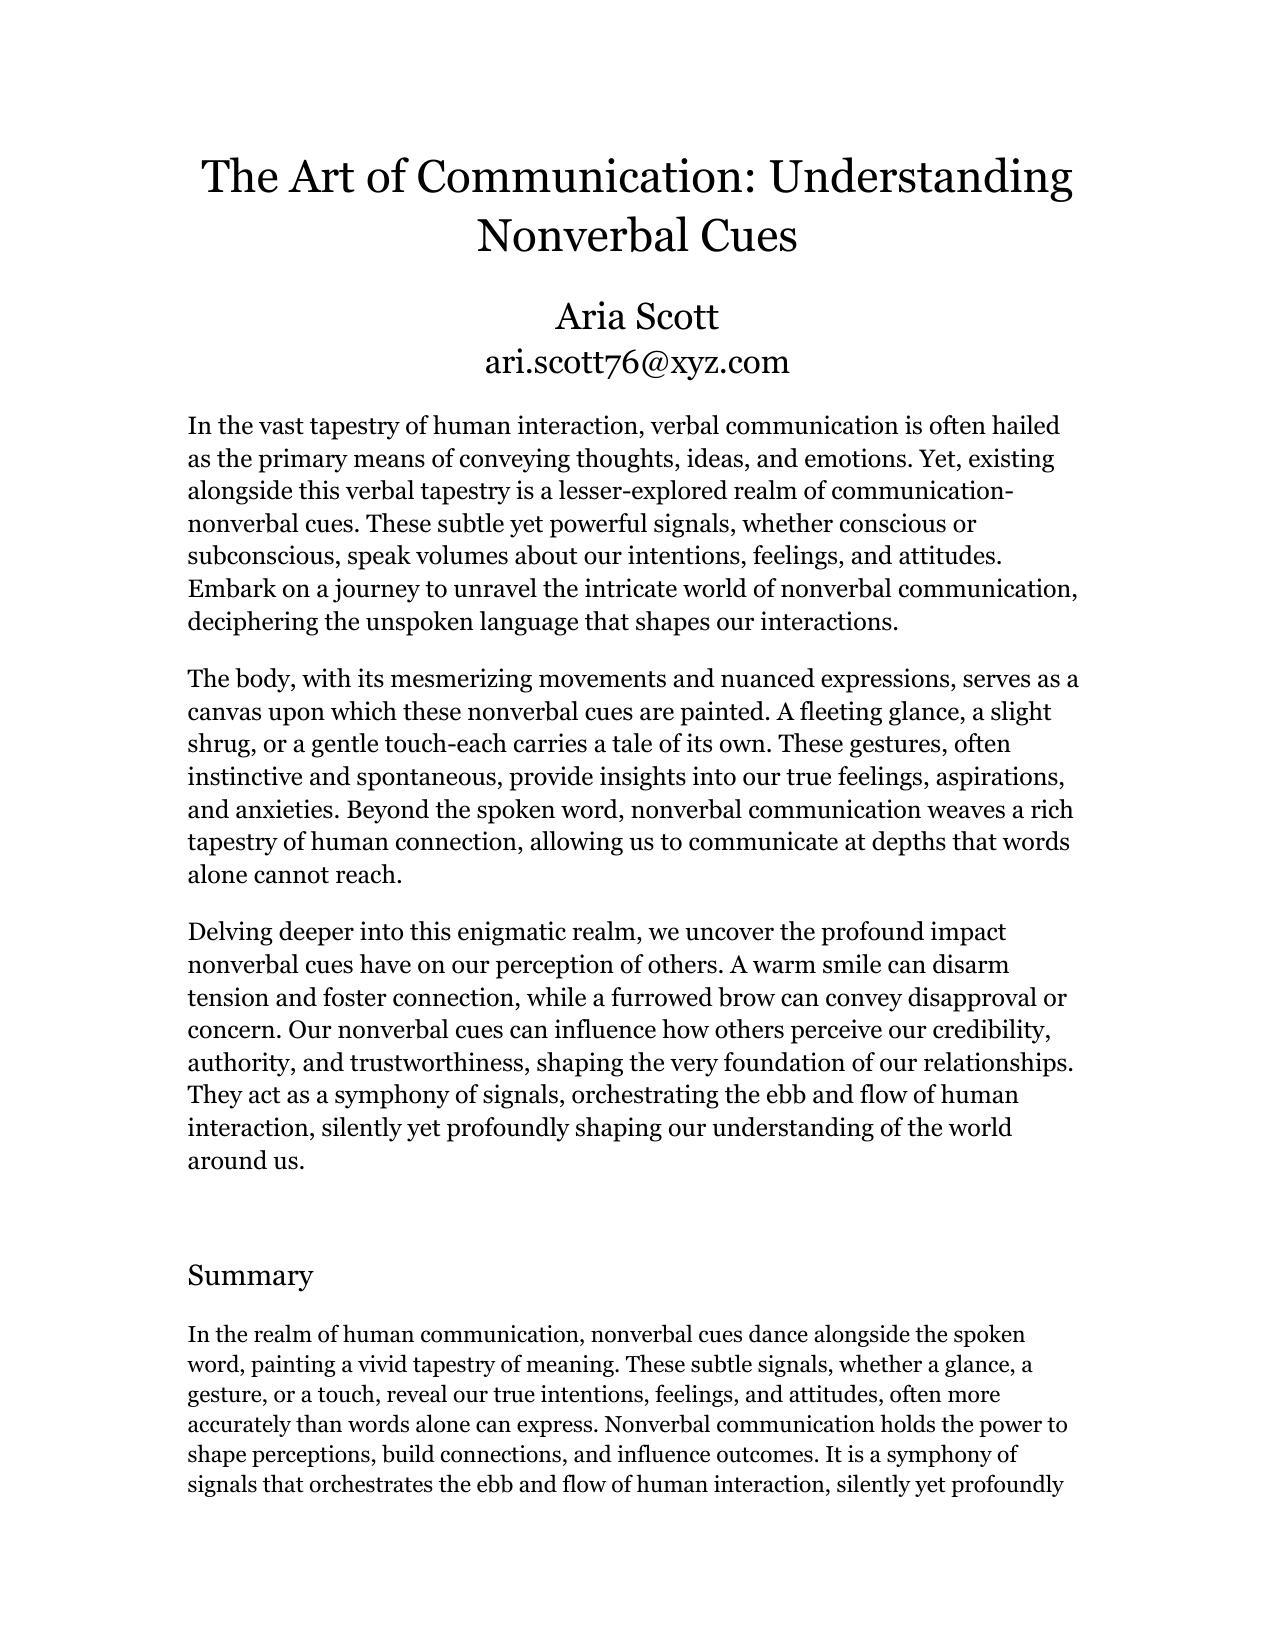 The Art of Communication: Understanding
Nonverbal Cues
Aria Scott
ari.scott76@xyz.com
In the vast tapestry of human interaction, verbal communication is often hailed
as the primary means of conveying thoughts, ideas, and emotions. Yet, existing
alongside this verbal tapestry is a lesser-explored realm of communication-
nonverbal cues. These subtle yet powerful signals, whether conscious or
subconscious, speak volumes about our intentions, feelings, and attitudes.
Embark on a journey to unravel the intricate world of nonverbal communication,
deciphering the unspoken language that shapes our interactions.
The body, with its mesmerizing movements and nuanced expressions, serves as a
canvas upon which these nonverbal cues are painted. A fleeting glance, a slight
shrug, or a gentle touch-each carries a tale of its own. These gestures, often
instinctive and spontaneous, provide insights into our true feelings, aspirations,
and anxieties. Beyond the spoken word, nonverbal communication weaves a rich
tapestry of human connection, allowing us to communicate at depths that words
alone cannot reach.
Delving deeper into this enigmatic realm, we uncover the profound impact
nonverbal cues have on our perception of others. A warm smile can disarm
tension and foster connection, while a furrowed brow can convey disapproval or
concern. Our nonverbal cues can influence how others perceive our credibility,
authority, and trustworthiness, shaping the very foundation of our relationships.
They act as a symphony of signals, orchestrating the ebb and flow of human
interaction, silently yet profoundly shaping our understanding of the world
around us.
Summary
In the realm of human communication, nonverbal cues dance alongside the spoken
word, painting a vivid tapestry of meaning. These subtle signals, whether a glance, a
gesture, or a touch, reveal our true intentions, feelings, and attitudes, often more
accurately than words alone can express. Nonverbal communication holds the power to
shape perceptions, build connections, and influence outcomes. It is a symphony of
signals that orchestrates the ebb and flow of human interaction, silently yet profoundly